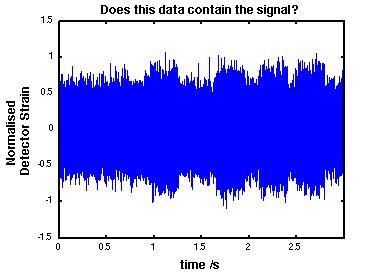 Does this data contain the signal?
1.5
1
0.5
0
-0.5
-1
-1.5
Normalised
Detector Strain
0 0.5 1 1.5 2 2.5
time /s